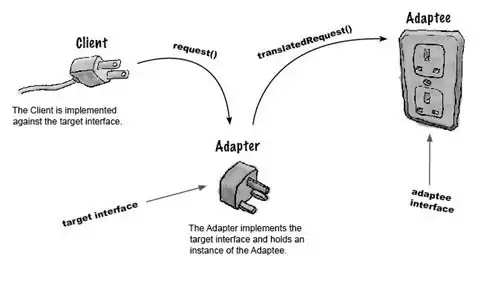 Client
request()
translatedRequest()
Adaptee
The Client is implemented
against the target interface.
Adapter
target interface
adaptee
interface
The Adapter implements the
target interface and holds an
instance of the Adaptee.